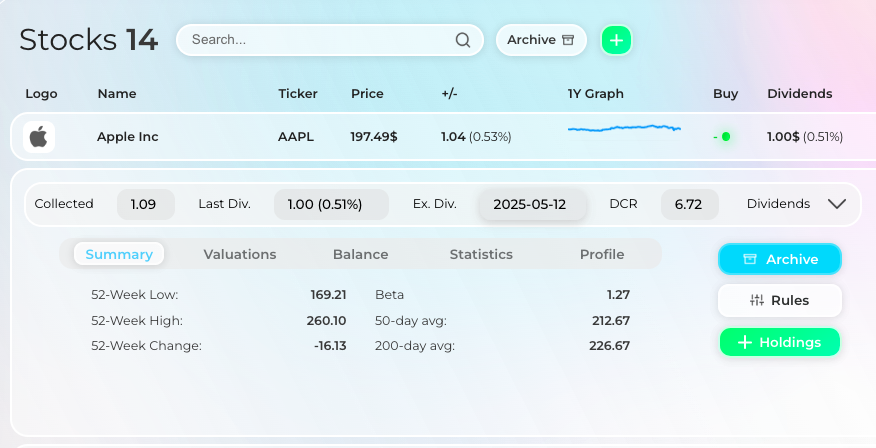 Stocks 14 Search... Archive
Logo Name Ticker Price +/- 1Y Graph Buy Dividends
Apple Inc AAPL 197.49$ 1.04 (0.53%) - 1.00$ (0.51%)
Collected 1.09 Last Div. 1.00 (0.51%) Ex. Div. 2025-05-12 DCR 6.72 Dividends
Summary Valuations Balance Statistics Profile Archive
52-Week Low: 169.21 Beta 1.27 Rules
52-Week High: 260.10 50-day avg: 212.67
52-Week Change: -16.13 200-day avg: 226.67 Holdings